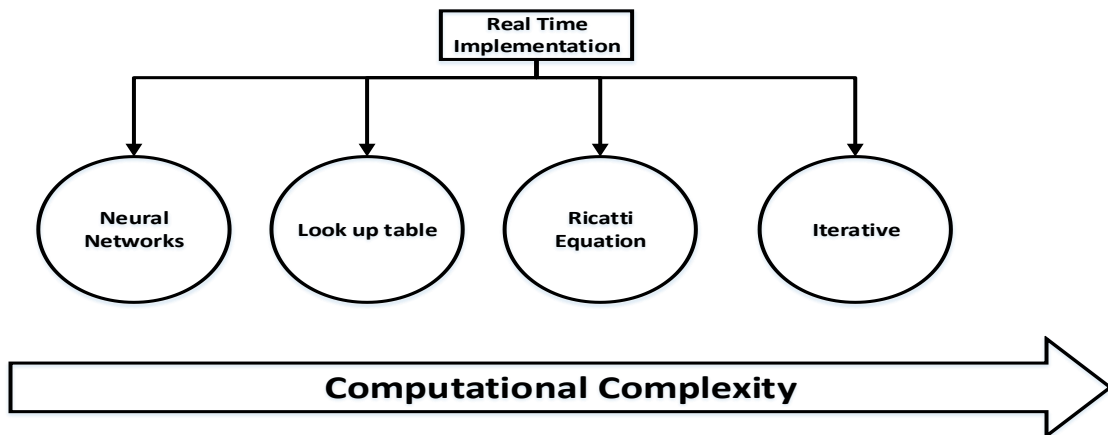 Real Time
Implementation
Neural
Networks
Look up table
Ricatti
Equation
Iterative
Computational Complexity